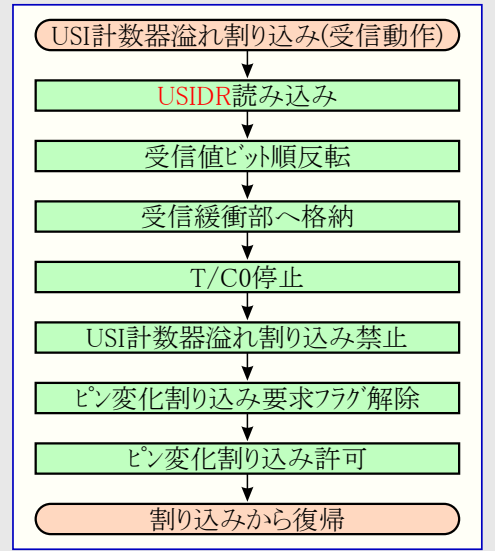 USI計数器溢れ割り込み(受信動作)
USIDR読み込み
受信値ﾋﾞｯﾄ順反転
受信緩衝部へ格納
T/C0停止
USI計数器溢れ割り込み禁止
ﾋﾟﾝ変化割り込み要求ﾌﾗｸﾞ解除
ﾋﾟﾝ変化割り込み許可
割り込みから復帰